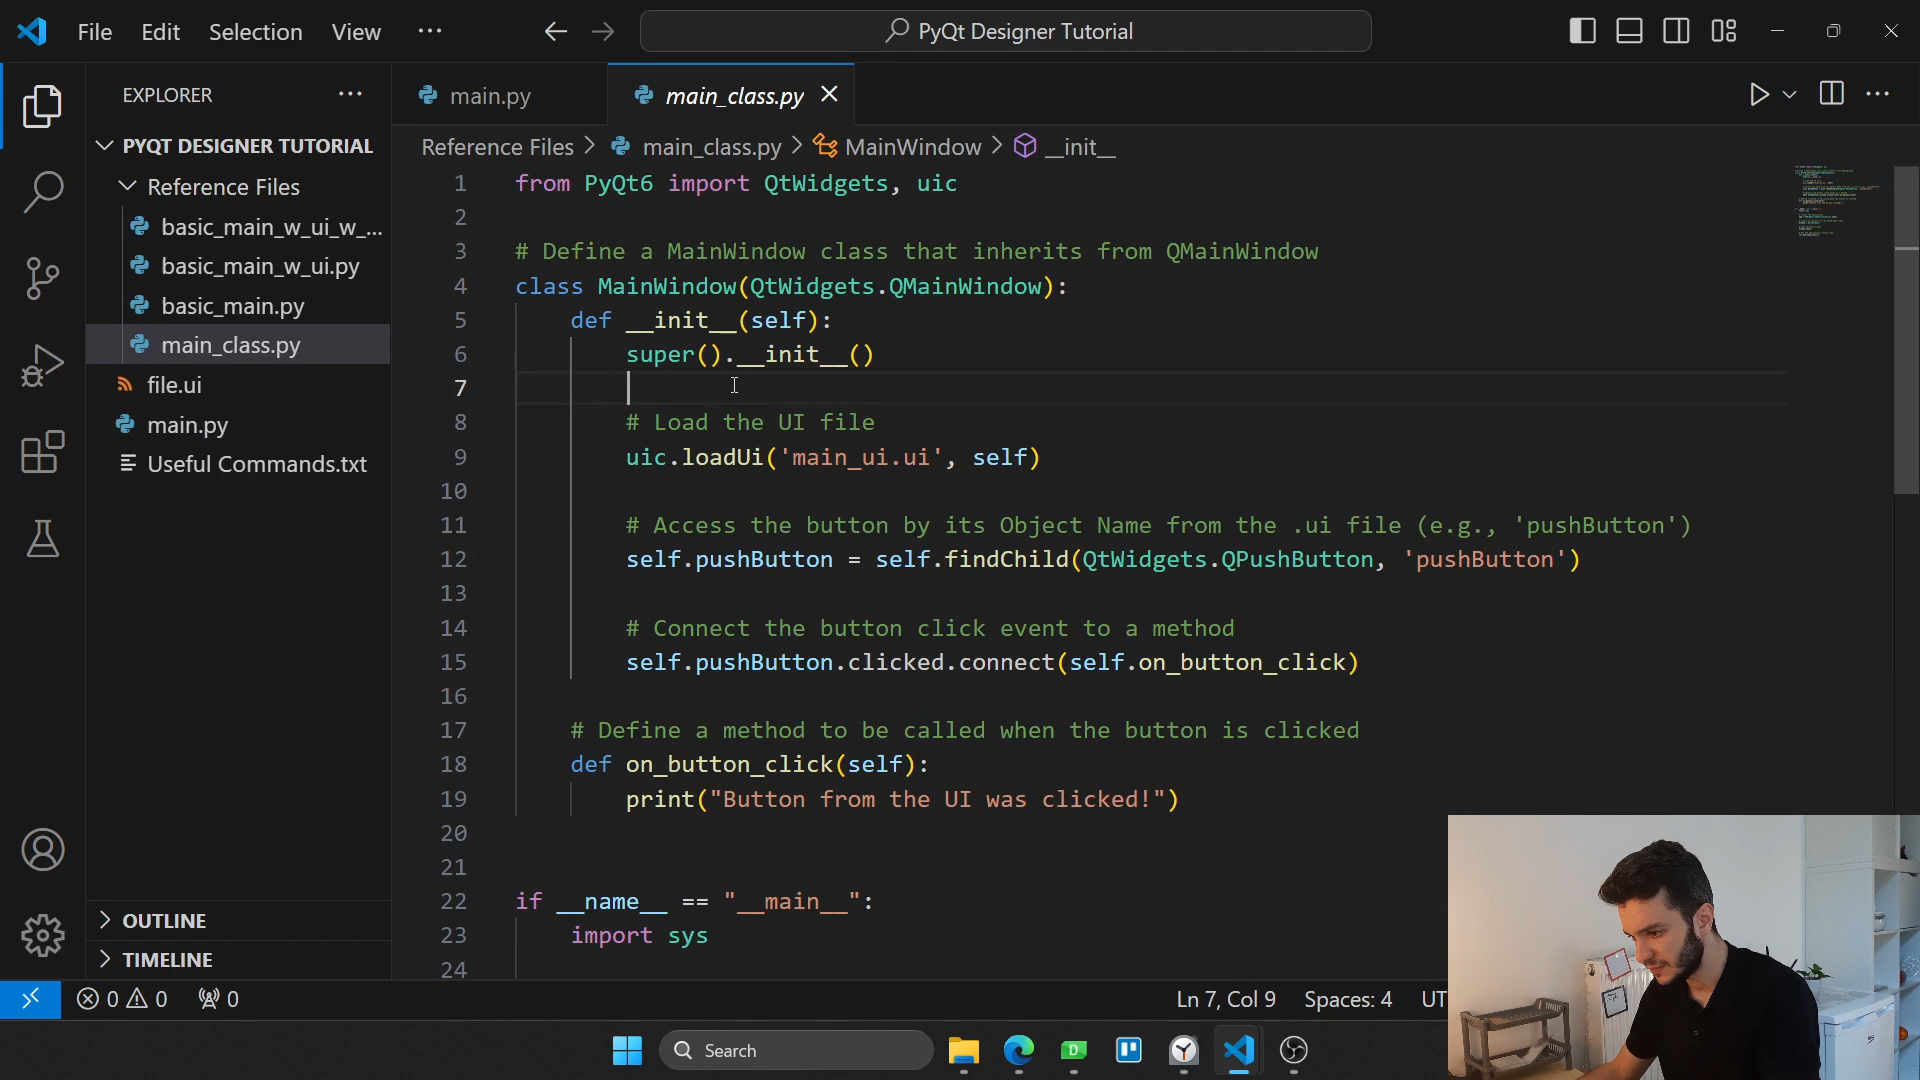 File Edit Selection View ···
PyQt Designer Tutorial
EXPLORER ···
PYQT DESIGNER TUTORIAL
Reference Files
basic_main_w_ui_w_...
basic_main_w_ui.py
basic_main.py
main_class.py
file.ui
main.py
Useful Commands.txt
OUTLINE
TIMELINE
main.py
main_class.py
Reference Files > main_class.py > MainWindow > __init__
1 from PyQt6 import QtWidgets, uic
2
3 # Define a MainWindow class that inherits from QMainWindow
4 class MainWindow(QtWidgets.QMainWindow):
5 def __init__(self):
6 super().__init__()
7
8 # Load the UI file
9 uic.loadUi('main_ui.ui', self)
10
11 # Access the button by its Object Name from the .ui file (e.g., 'pushButton')
12 self.pushButton = self.findChild(QtWidgets.QPushButton, 'pushButton')
13
14 # Connect the button click event to a method
15 self.pushButton.clicked.connect(self.on_button_click)
16
17 # Define a method to be called when the button is clicked
18 def on_button_click(self):
19 print("Button from the UI was clicked!")
20
21
22 if __name__ == "__main__":
23 import sys
24
0 0 0
Ln 7, Col 9 Spaces: 4 UT
Search